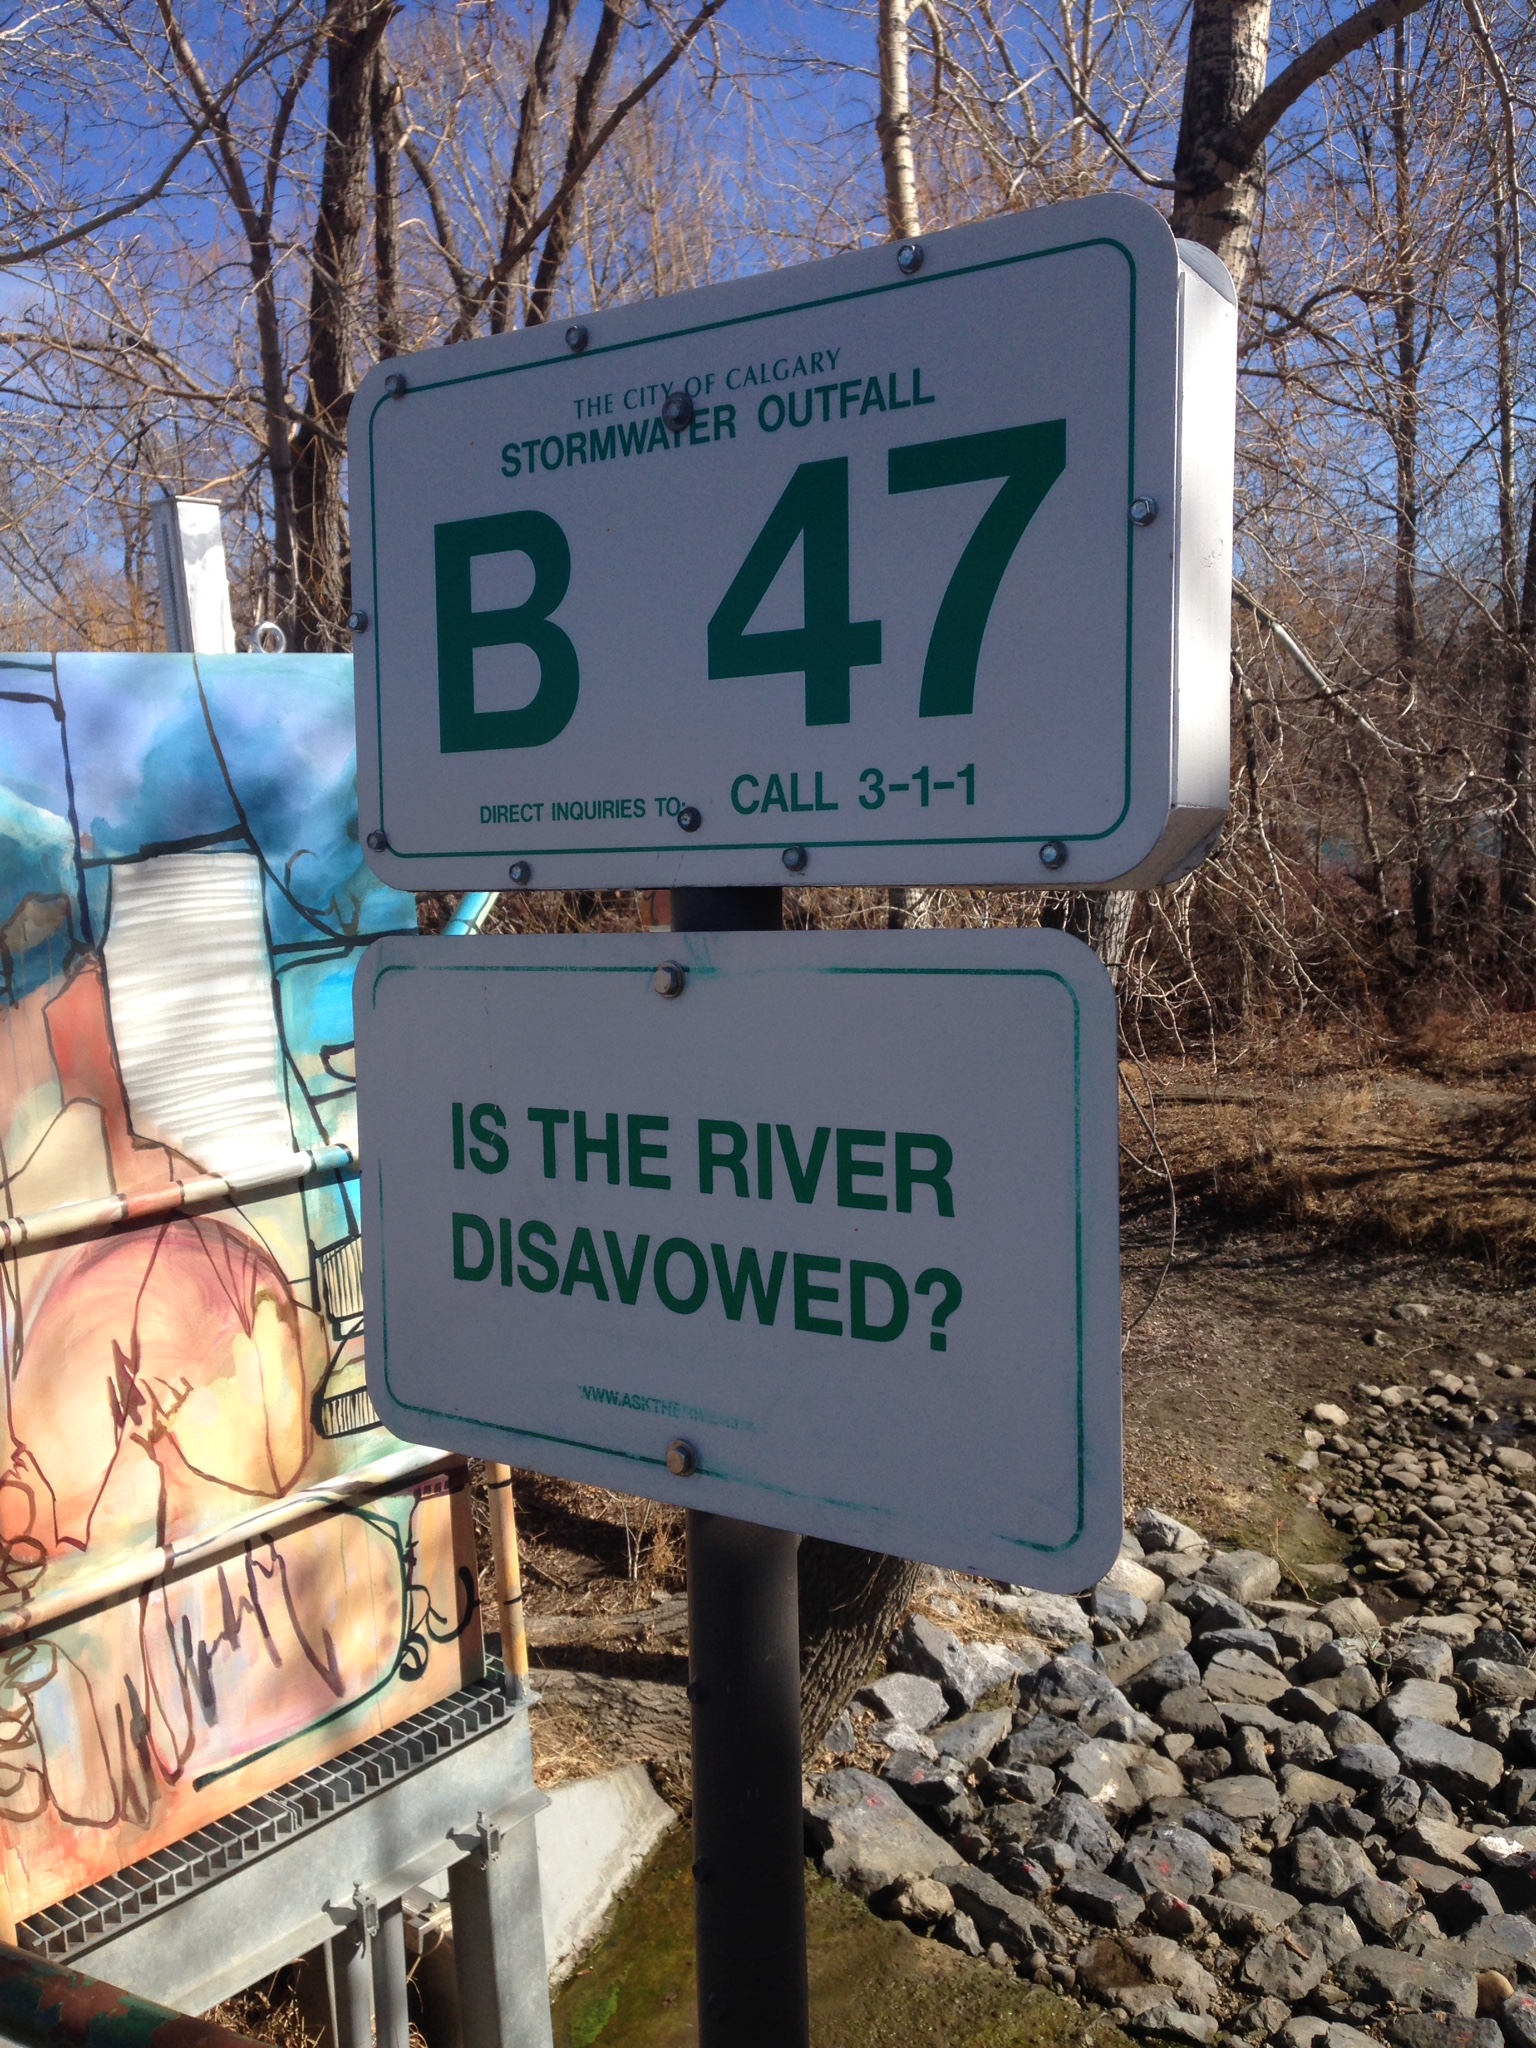 THE CITY OF CALGARY
STORMWATER OUTFALL
B 47
DIRECT INQUIRIES TO: CALL 3-1-1
IS THE RIVER
DISAVOWED?